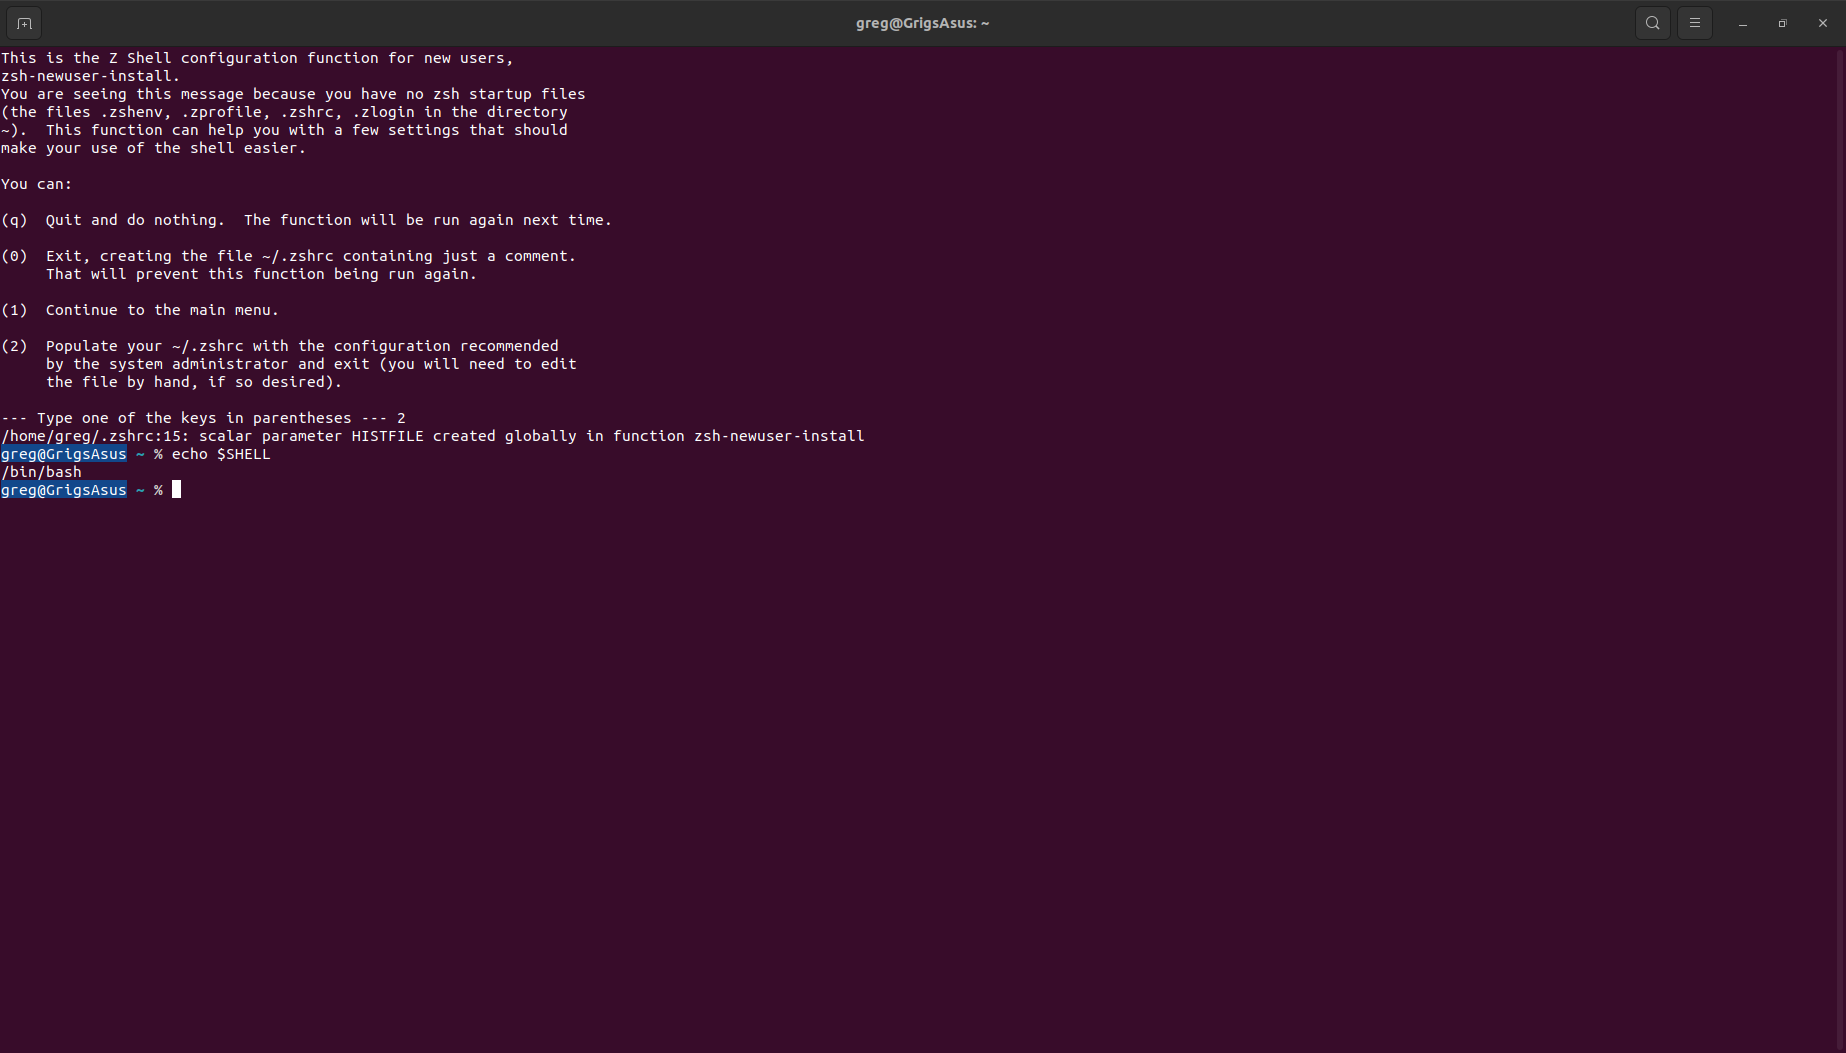 greg@GrigsAsus: ~
This is the Z Shell configuration function for new users,
zsh-newuser-install.
You are seeing this message because you have no zsh startup files
(the files .zshenv, .zprofile, .zshrc, .zlogin in the directory
~).  This function can help you with a few settings that should
make your use of the shell easier.

You can:

(q)  Quit and do nothing.  The function will be run again next time.

(0)  Exit, creating the file ~/.zshrc containing just a comment.
     That will prevent this function being run again.

(1)  Continue to the main menu.

(2)  Populate your ~/.zshrc with the configuration recommended
     by the system administrator and exit (you will need to edit
     the file by hand, if so desired).

--- Type one of the keys in parentheses --- 2
/home/greg/.zshrc:15: scalar parameter HISTFILE created globally in function zsh-newuser-install
greg@GrigsAsus ~ % echo $SHELL
/bin/bash
greg@GrigsAsus ~ %